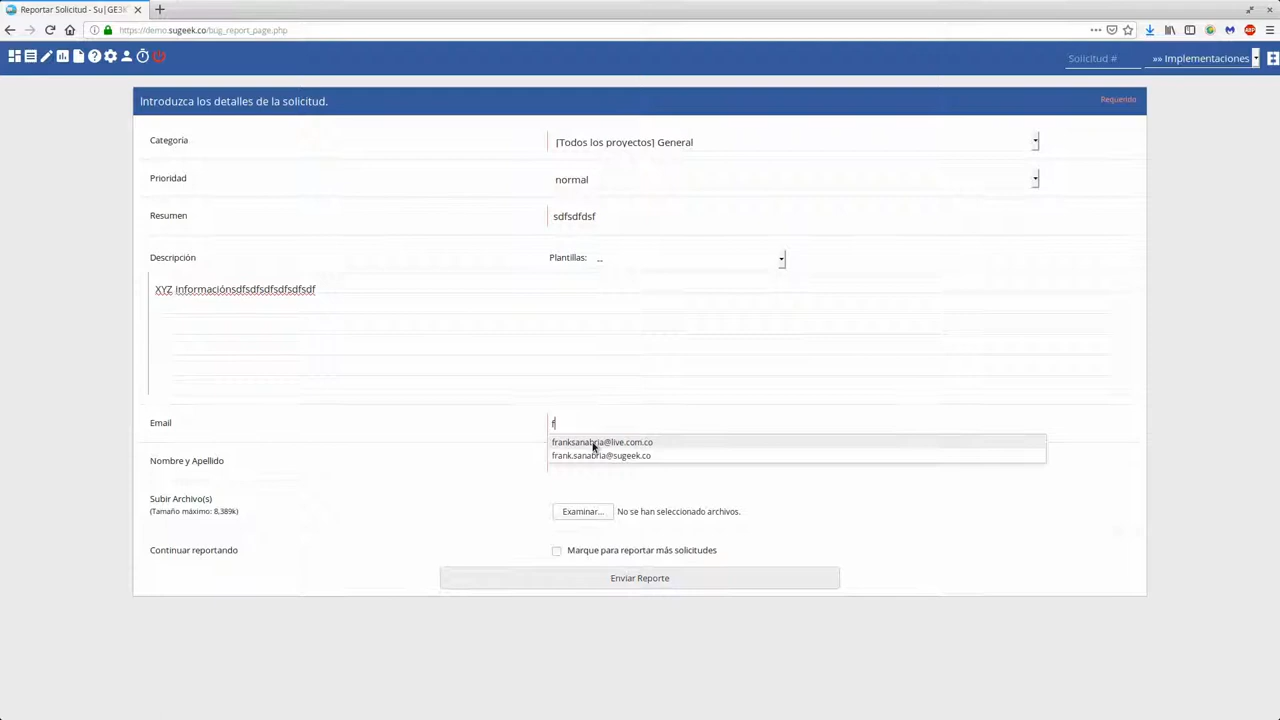 Reportar Solicitud - Su|GE3K
https://demo.sugeek.co/bug_report_page.php
Solicitud #
»» Implementaciones
Introduzca los detalles de la solicitud.
Requerido
Categoría
[Todos los proyectos] General
Prioridad
normal
Resumen
sdfsdfdsf
Descripción
Plantillas:
--
XYZ Informaciónsdfsdfsdfsdfsdfsdf
Email
f
franksanabria@live.com.co
frank.sanabria@sugeek.co
Nombre y Apellido
Subir Archivo(s)
(Tamaño máximo: 8,389k)
Examinar...
No se han seleccionado archivos.
Continuar reportando
Marque para reportar más solicitudes
Enviar Reporte